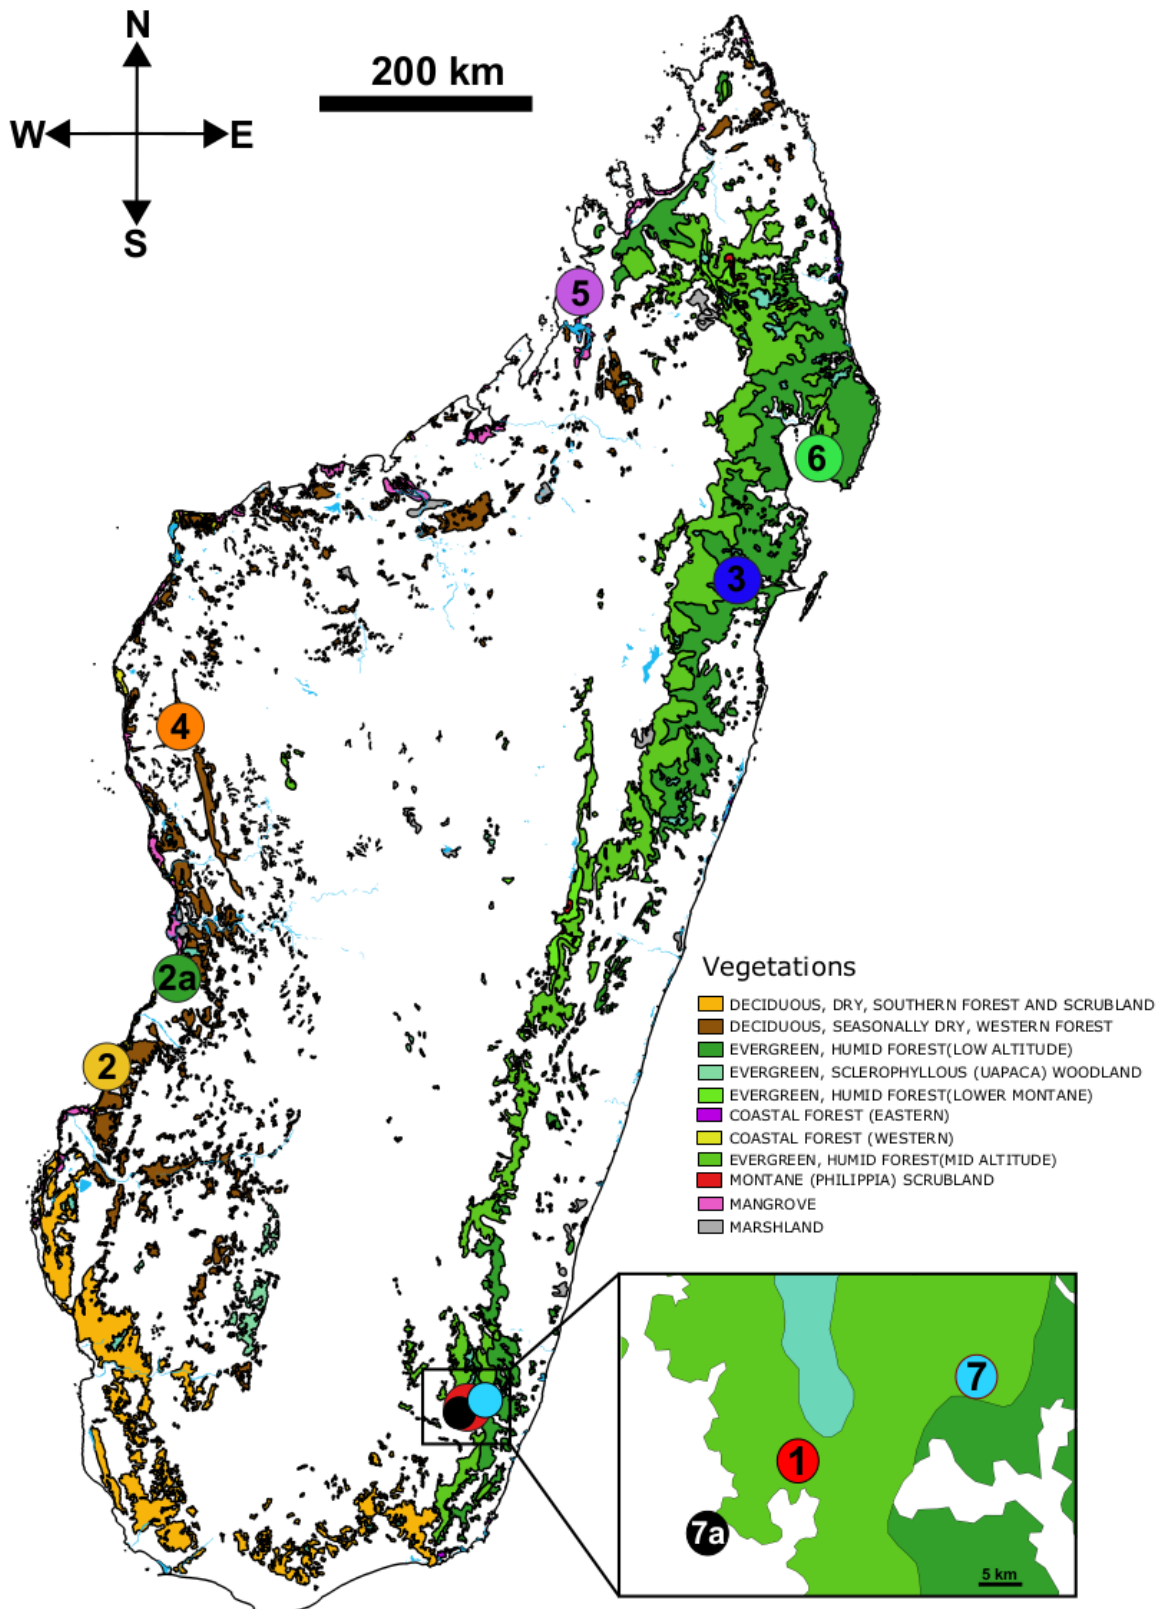 N
200 km
W E
S
5
6
3
4
2a
2
Vegetations
DECIDUOUS, DRY, SOUTHERN FOREST AND SCRUBLAND
DECIDUOUS, SEASONALLY DRY, WESTERN FOREST
EVERGREEN, HUMID FOREST(LOW ALTITUDE)
EVERGREEN, SCLEROPHYLLOUS (UAPACA) WOODLAND
EVERGREEN, HUMID FOREST(LOWER MONTANE)
COASTAL FOREST (EASTERN)
COASTAL FOREST (WESTERN)
EVERGREEN, HUMID FOREST(MID ALTITUDE)
MONTANE (PHILIPPIA) SCRUBLAND
MANGROVE
MARSHLAND
7
1
7a
5 km